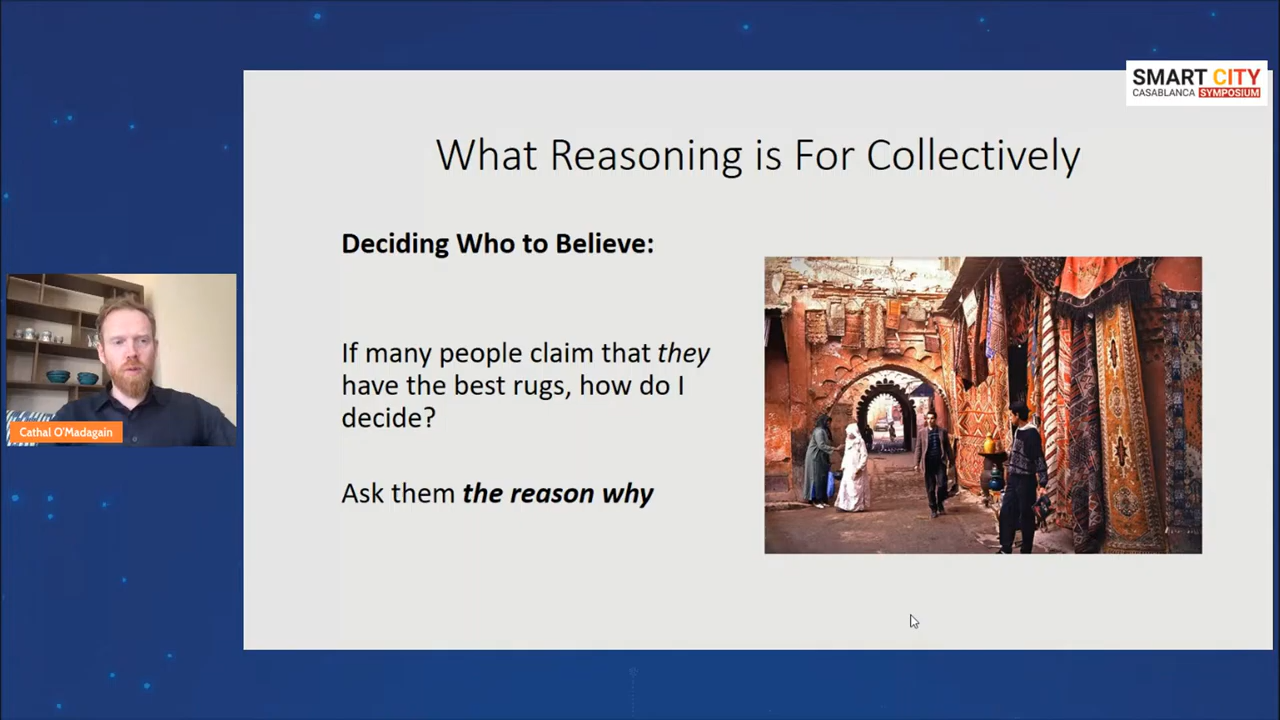 SMART CITY
CASABLANCA SYMPOSIUM
What Reasoning is For Collectively
Deciding Who to Believe:
If many people claim that they
have the best rugs, how do I
decide?
Ask them the reason why
Cathal O'Madagain